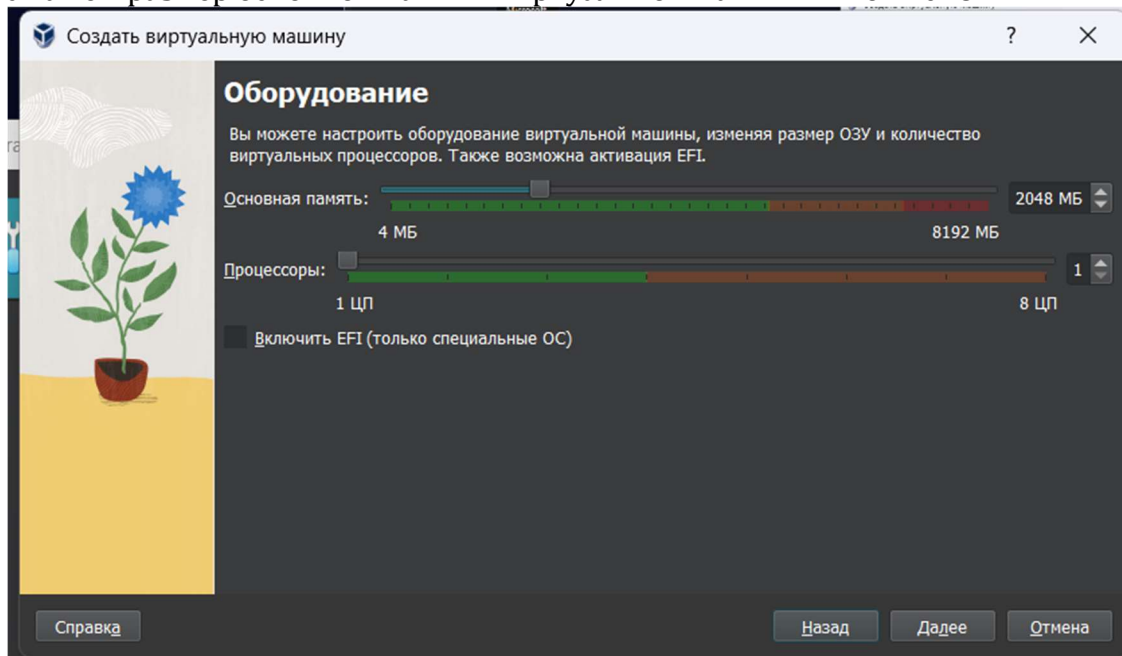 Создать виртуальную машину
?
Оборудование
Вы можете настроить оборудование виртуальной машины, изменяя размер ОЗУ и количество
виртуальных процессоров. Также возможна активация EFI.
Основная память:
2048 МБ
4 МБ
8192 МБ
Процессоры:
1
1 ЦП
8 ЦП
Включить EFI (только специальные ОС)
Справка
Назад
Далее
Отмена